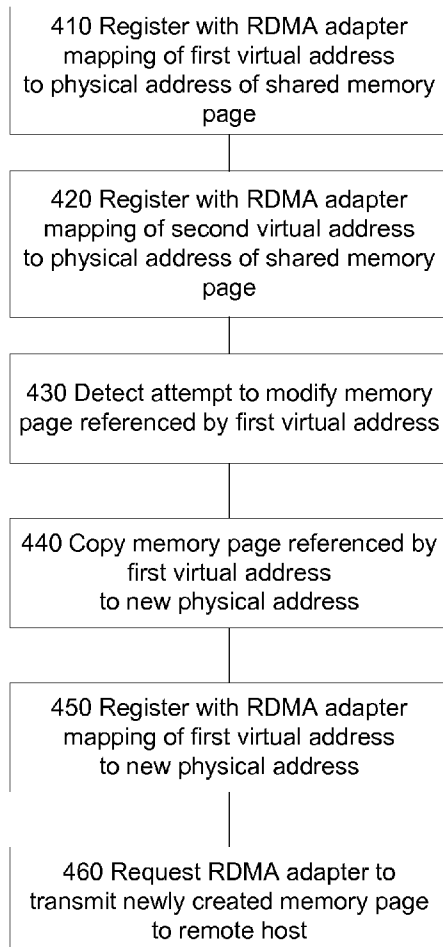 410 Register with RDMA adapter
mapping of first virtual address
to physical address of shared memory
page
420 Register with RDMA adapter
mapping of second virtual address
to physical address of shared memory
page
430 Detect attempt to modify memory
page referenced by first virtual address
440 Copy memory page referenced by
first virtual address
to new physical address
450 Register with RDMA adapter
mapping of first virtual address
to new physical address
460 Request RDMA adapter to
transmit newly created memory page
to remote host